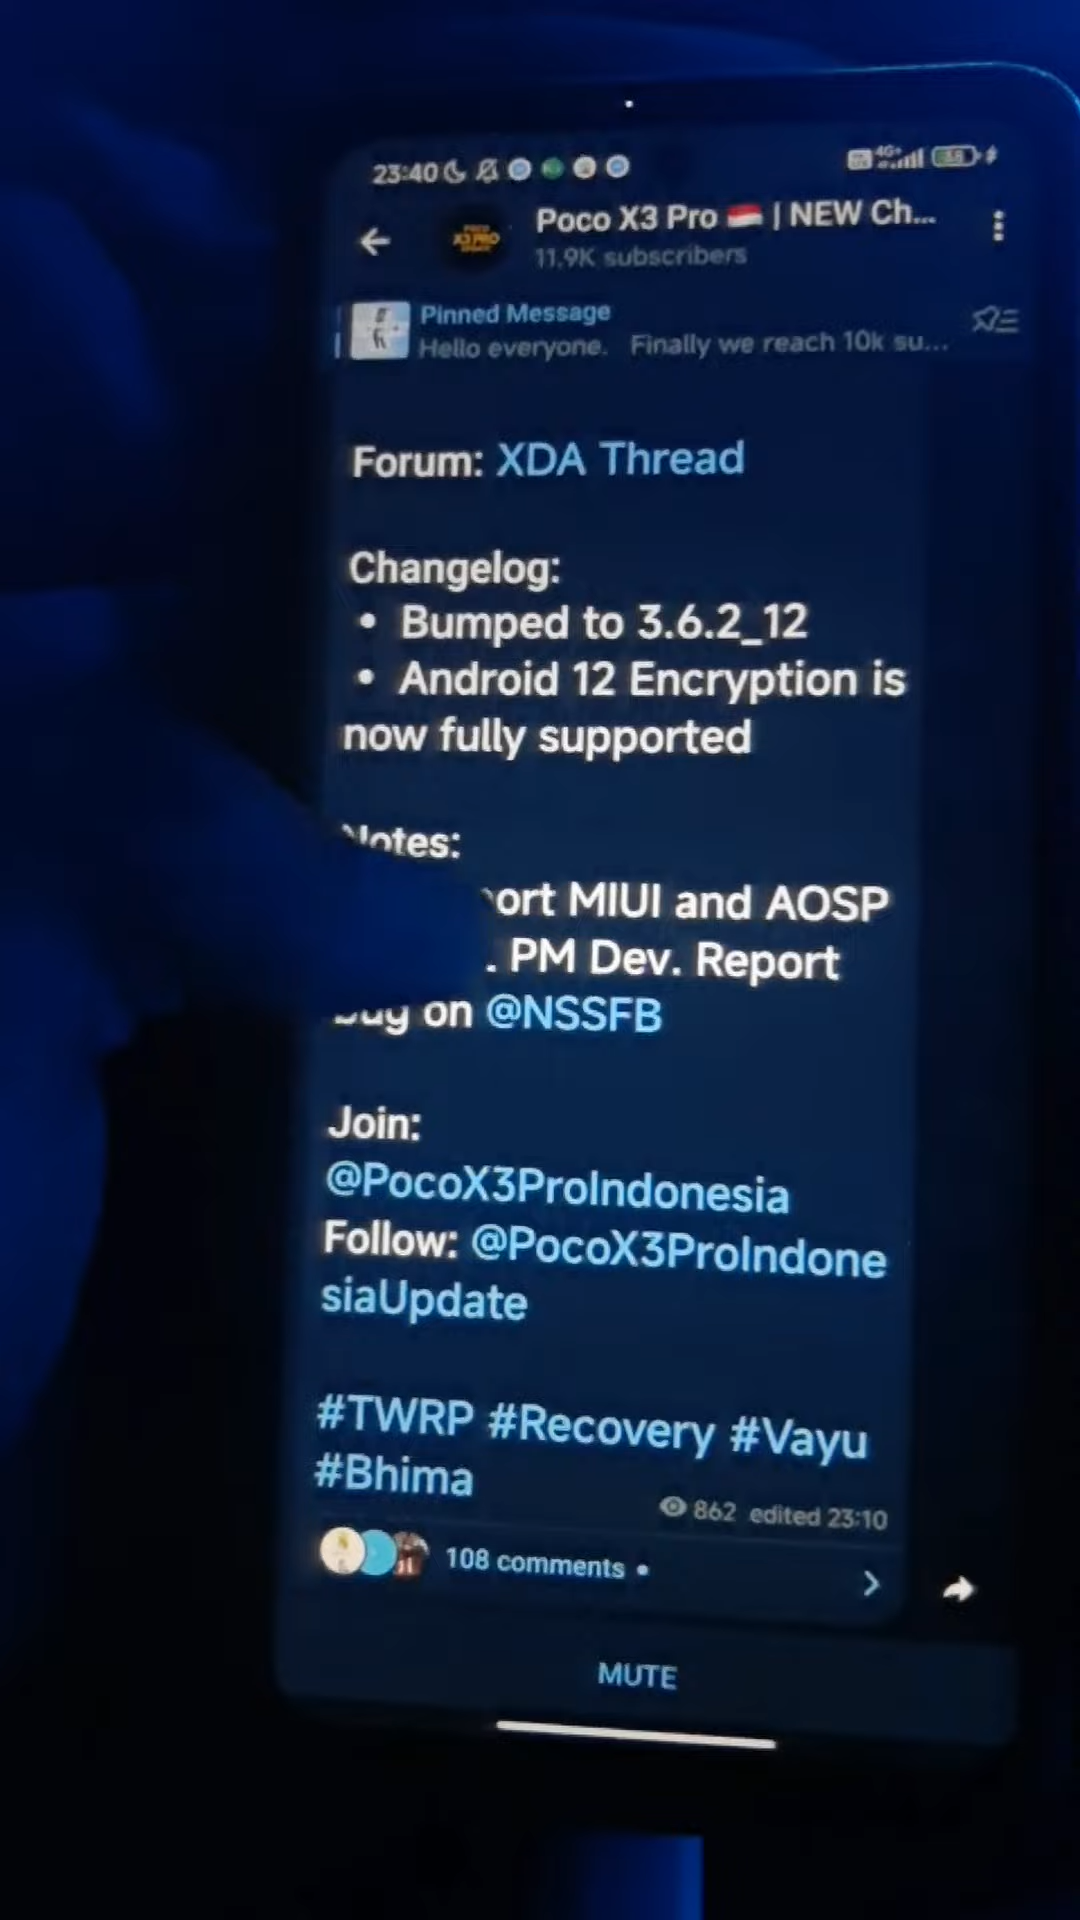 23:40
4G+
Poco X3 Pro 🇮🇩 | NEW Ch...
11.9K subscribers
Pinned Message
Hello everyone. Finally we reach 10k su...
Forum: XDA Thread
Changelog:
• Bumped to 3.6.2_12
• Android 12 Encryption is
now fully supported
Notes:
MIUI and AOSP
. PM Dev. Report
on @NSSFB
Join:
@PocoX3ProIndonesia
Follow: @PocoX3ProIndone
siaUpdate
#TWRP #Recovery #Vayu
#Bhima
862 edited 23:10
108 comments •
MUTE